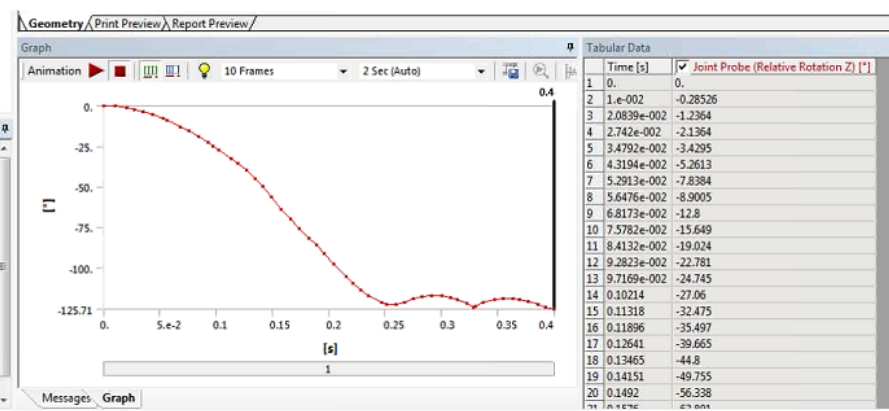 Geometry Print Preview Report Preview
Graph
Animation 10 Frames 2 Sec (Auto)
0.4
0.
-25.
-50.
-75.
-100.
-125.71
[°]
0. 5.e-2 0.1 0.15 0.2 0.25 0.3 0.35 0.4
[s]
1
Messages Graph
Tabular Data
Time [s] Joint Probe (Relative Rotation Z) [°]
1 0. 0.
2 1.e-002 -0.28526
3 2.0839e-002 -1.2364
4 2.742e-002 -2.1364
5 3.4792e-002 -3.4295
6 4.3194e-002 -5.2613
7 5.2913e-002 -7.8384
8 5.6476e-002 -8.9005
9 6.8173e-002 -12.8
10 7.5782e-002 -15.649
11 8.4132e-002 -19.024
12 9.2823e-002 -22.781
13 9.7169e-002 -24.745
14 0.10214 -27.06
15 0.11318 -32.475
16 0.11896 -35.497
17 0.12641 -39.665
18 0.13465 -44.8
19 0.14151 -49.755
20 0.1492 -56.338